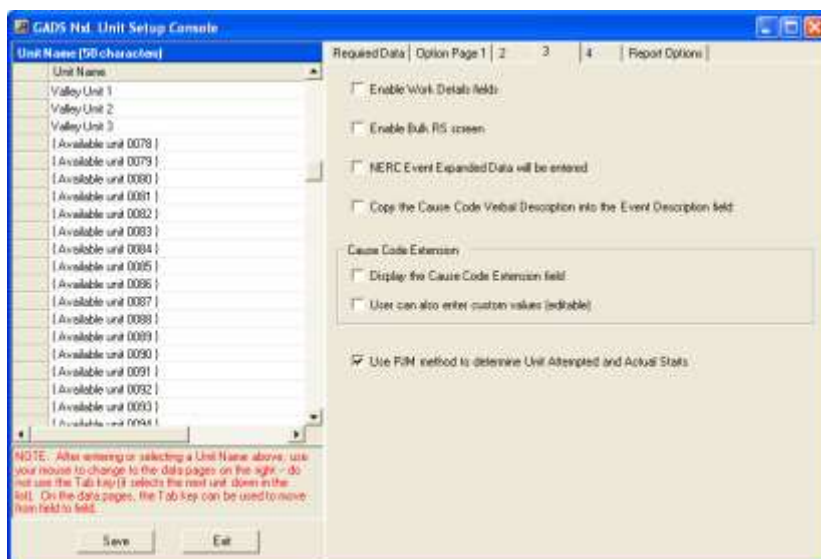 GADS NxL Unit Setup Console
Unit Name (50 characters)
Unit Name
Valley Unit 1
Valley Unit 2
Valley Unit 3
( Available unit 0078 )
( Available unit 0079 )
( Available unit 0080 )
( Available unit 0081 )
( Available unit 0082 )
( Available unit 0083 )
( Available unit 0084 )
( Available unit 0085 )
( Available unit 0086 )
( Available unit 0087 )
( Available unit 0088 )
( Available unit 0089 )
( Available unit 0090 )
( Available unit 0091 )
( Available unit 0092 )
( Available unit 0093 )
( Available unit 0094 )
NOTE: After entering or selecting a Unit Name above, use
your mouse to change to the data pages on the right - do
not use the Tab key (it selects the next unit down in the
list). On the data pages, the Tab key can be used to move
from field to field.
Save Exit
Required Data Option Page 1 2 3 4 Report Options
Enable Work Details fields
Enable Bulk RS screen
NERC Event Expanded Data will be entered
Copy the Cause Code Verbal Description into the Event Description field
Cause Code Extension
Display the Cause Code Extension field
User can also enter custom values (editable)
Use PJM method to determine Unit Attempted and Actual Starts